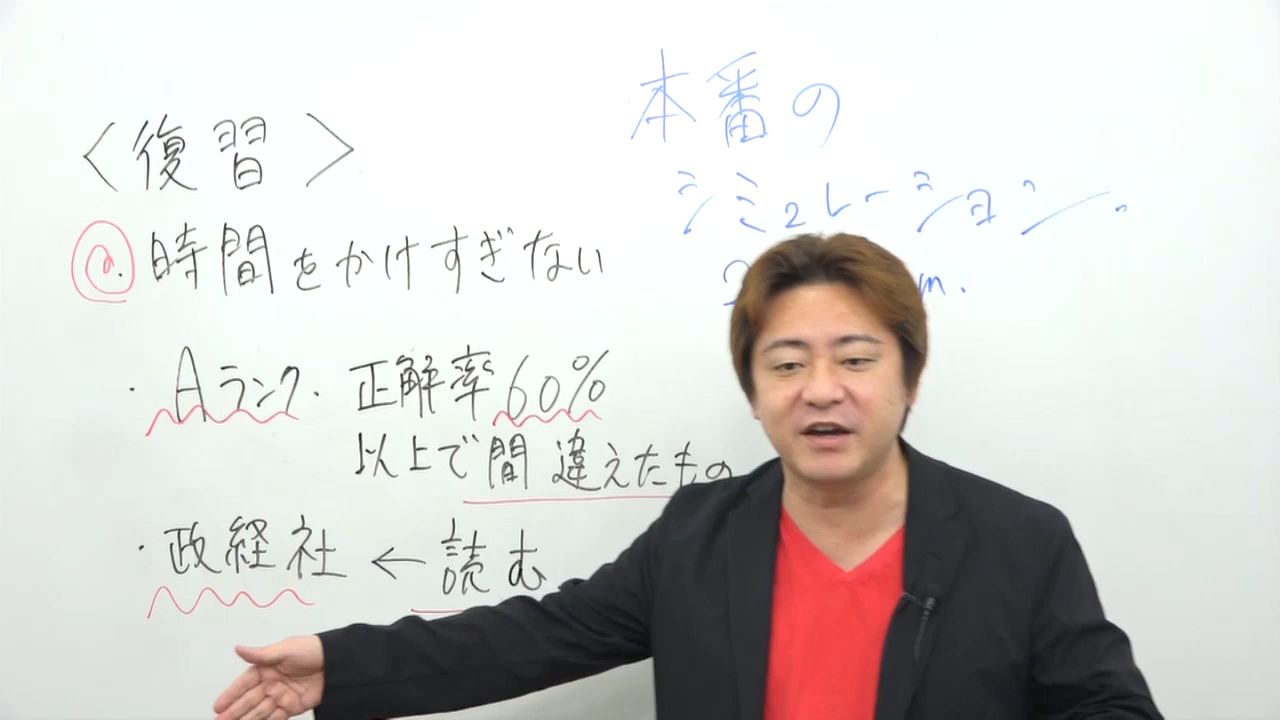 〈復習〉
@. 時間をかけすぎない
・Aランク・正解率60%
以上で間違えたもの
・政経社←読む
本番の
シミュレーション.